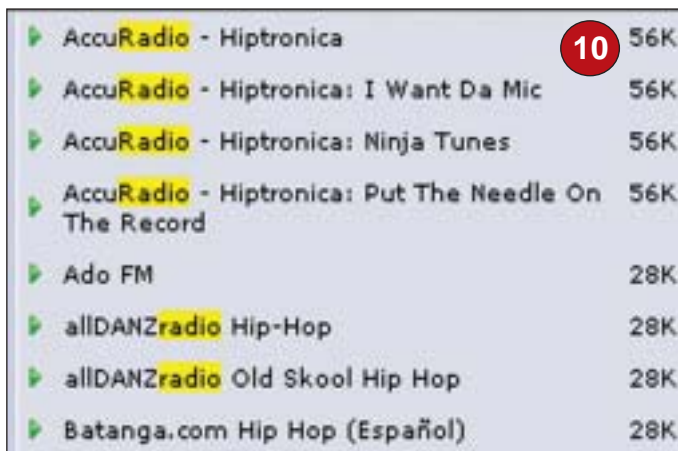 AccuRadio - Hiptronica 10 56K
AccuRadio - Hiptronica: I Want Da Mic 56K
AccuRadio - Hiptronica: Ninja Tunes 56K
AccuRadio - Hiptronica: Put The Needle On 56K
The Record
Ado FM 28K
allDANZradio Hip-Hop 28K
allDANZradio Old Skool Hip Hop 28K
Batanga.com Hip Hop (Español) 28K